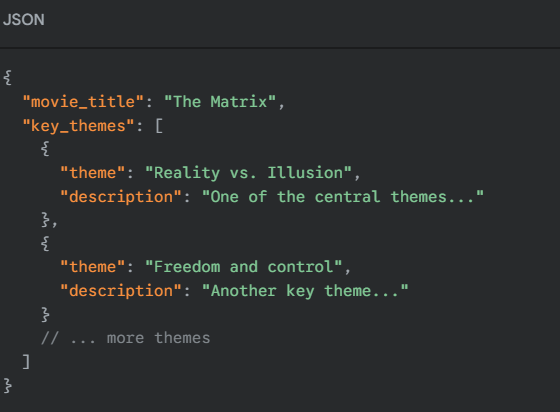 JSON
{
  "movie_title": "The Matrix",
  "key_themes": [
    {
      "theme": "Reality vs. Illusion",
      "description": "One of the central themes..."
    },
    {
      "theme": "Freedom and control",
      "description": "Another key theme..."
    }
    // ... more themes
  ]
}